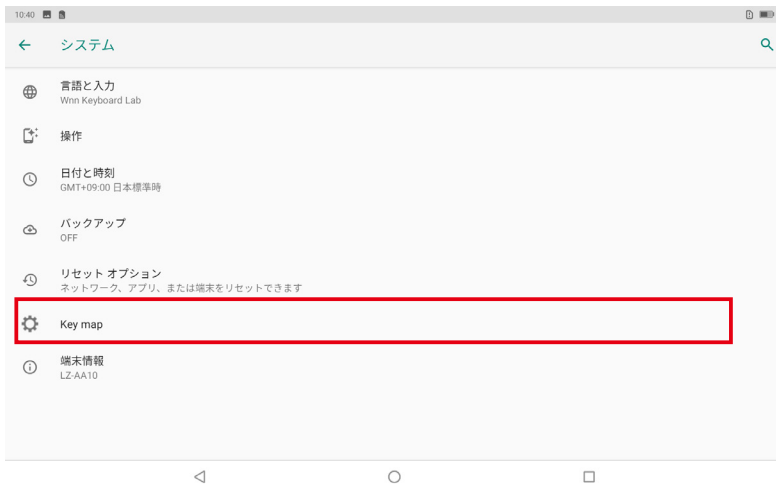 10:40
システム
言語と入力
Wnn Keyboard Lab
操作
日付と時刻
GMT+09:00 日本標準時
バックアップ
OFF
リセット オプション
ネットワーク、アプリ、または端末をリセットできます
Key map
端末情報
LZ-AA10